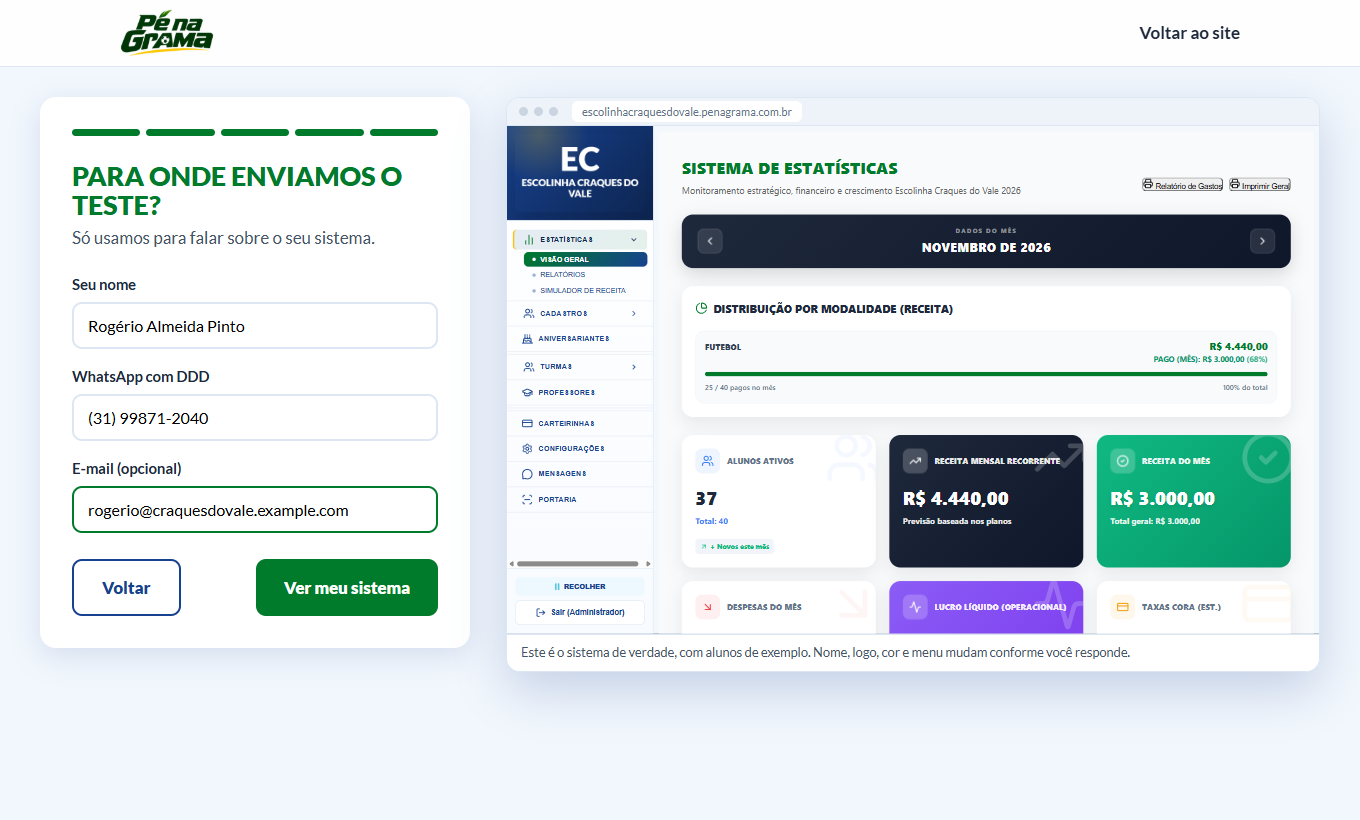 Pé na
GRAMA
Voltar ao site
PARA ONDE ENVIAMOS O
TESTE?
Só usamos para falar sobre o seu sistema.
Seu nome
Rogério Almeida Pinto
WhatsApp com DDD
(31) 99871-2040
E-mail (opcional)
rogerio@craquesdovale.example.com
Voltar
Ver meu sistema
escolinhacraquesdovale.penagrama.com.br
EC
ESCOLINHA CRAQUES DO
VALE
ESTATÍSTICAS
VISÃO GERAL
RELATÓRIOS
SIMULADOR DE RECEITA
CADASTROS
ANIVERSARIANTES
TURMAS
PROFESSORES
CARTEIRINHAS
CONFIGURAÇÕES
MENSAGENS
PORTARIA
RECOLHER
Sair (Administrador)
SISTEMA DE ESTATÍSTICAS
Monitoramento estratégico, financeiro e crescimento Escolinha Craques do Vale 2026
Relatório de Gastos
Imprimir Geral
DADOS DO MÊS
NOVEMBRO DE 2026
DISTRIBUIÇÃO POR MODALIDADE (RECEITA)
FUTEBOL
R$ 4.440,00
PAGO (MÊS): R$ 3.000,00 (68%)
25 / 40 pagos no mês
100% do total
ALUNOS ATIVOS
37
Total: 40
+ Novos este mês
RECEITA MENSAL RECORRENTE
R$ 4.440,00
Previsão baseada nos planos
RECEITA DO MÊS
R$ 3.000,00
Total geral: R$ 3.000,00
DESPESAS DO MÊS
LUCRO LÍQUIDO (OPERACIONAL)
TAXAS CORA (EST.)
Este é o sistema de verdade, com alunos de exemplo. Nome, logo, cor e menu mudam conforme você responde.